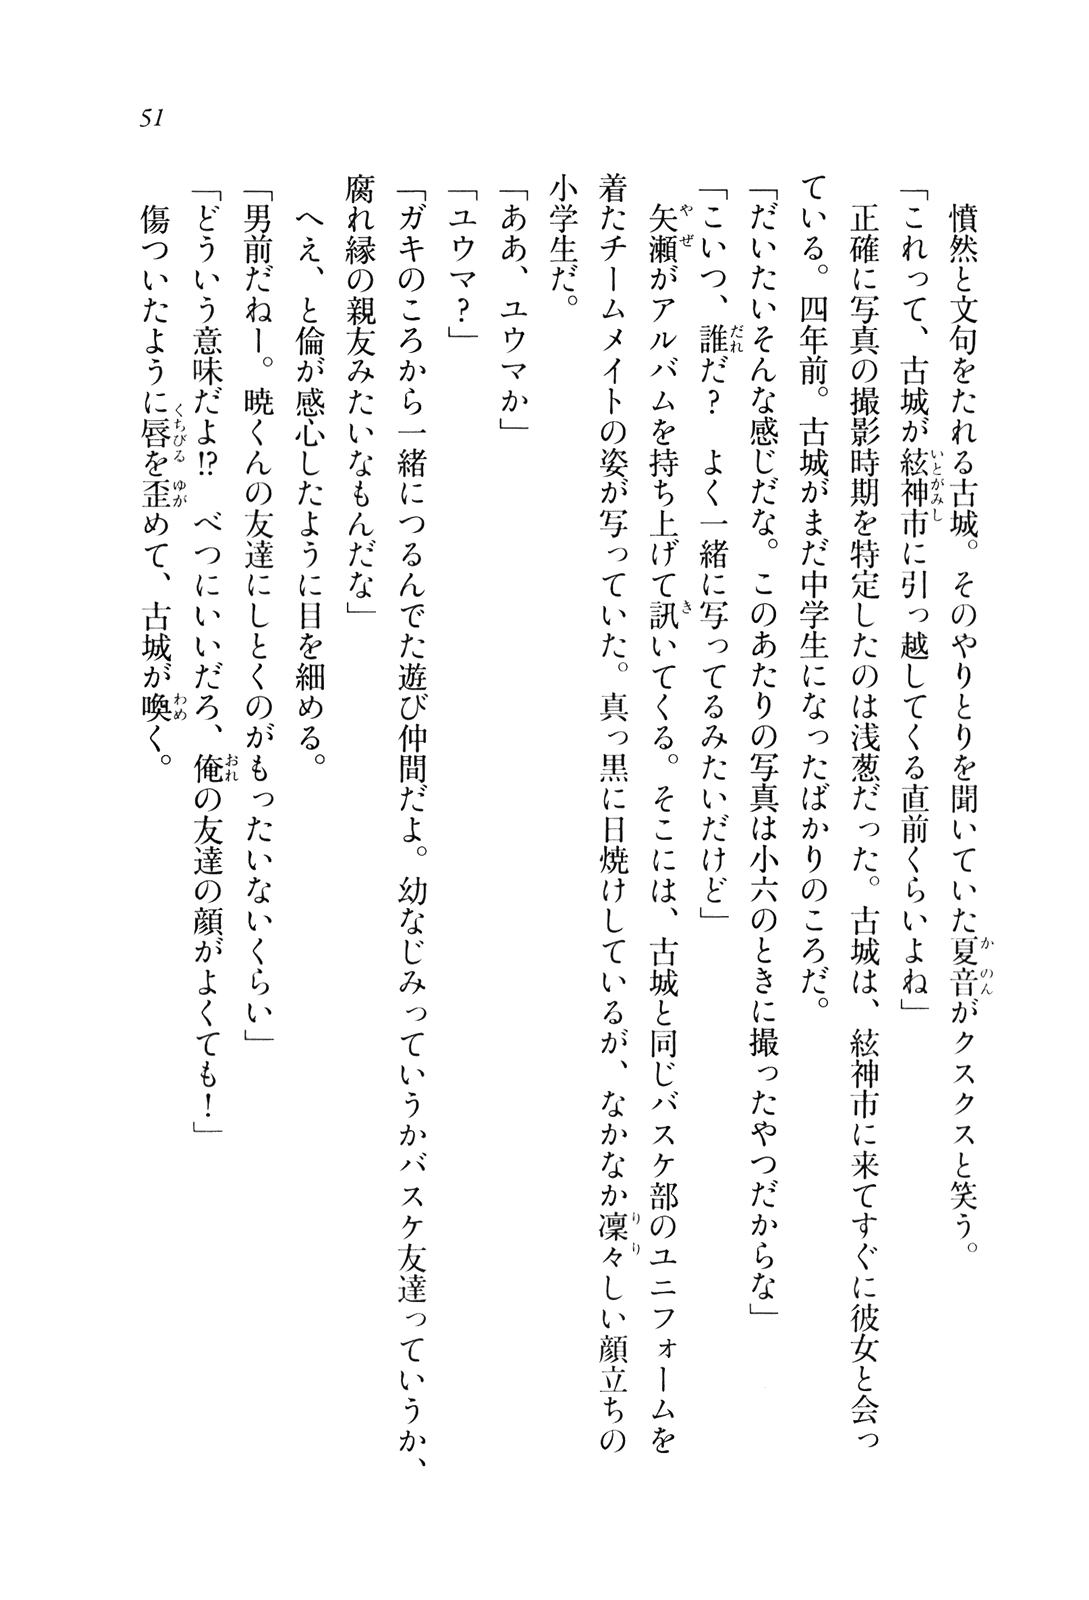 51
憤然と文句をたれる古城。そのやりとりを聞いていた夏音がクスクスと笑う。
「これって、古城が絃神市に引っ越してくる直前くらいよね」
正確に写真の撮影時期を特定したのは浅葱だった。古城は、絃神市に来てすぐに彼女と会っ
ている。四年前。古城がまだ中学生になったばかりのころだ。
「だいたいそんな感じだな。このあたりの写真は小六のときに撮ったやつだからな」
「こいつ、誰だ？　よく一緒に写ってるみたいだけど」
矢瀬がアルバムを持ち上げて訊いてくる。そこには、古城と同じバスケ部のユニフォームを
着たチームメイトの姿が写っていた。真っ黒に日焼けしているが、なかなか凜々しい顔立ちの
小学生だ。
「ああ、ユウマか」
「ユウマ？」
「ガキのころから一緒につるんでた遊び仲間だよ。幼なじみっていうかバスケ友達っていうか、
腐れ縁の親友みたいなもんだな」
へえ、と倫が感心したように目を細める。
「男前だねー。暁くんの友達にしとくのがもったいないくらい」
「どういう意味だよ!?　べつにいいだろ、俺の友達の顔がよくても！」
傷ついたように唇を歪めて、古城が喚く。